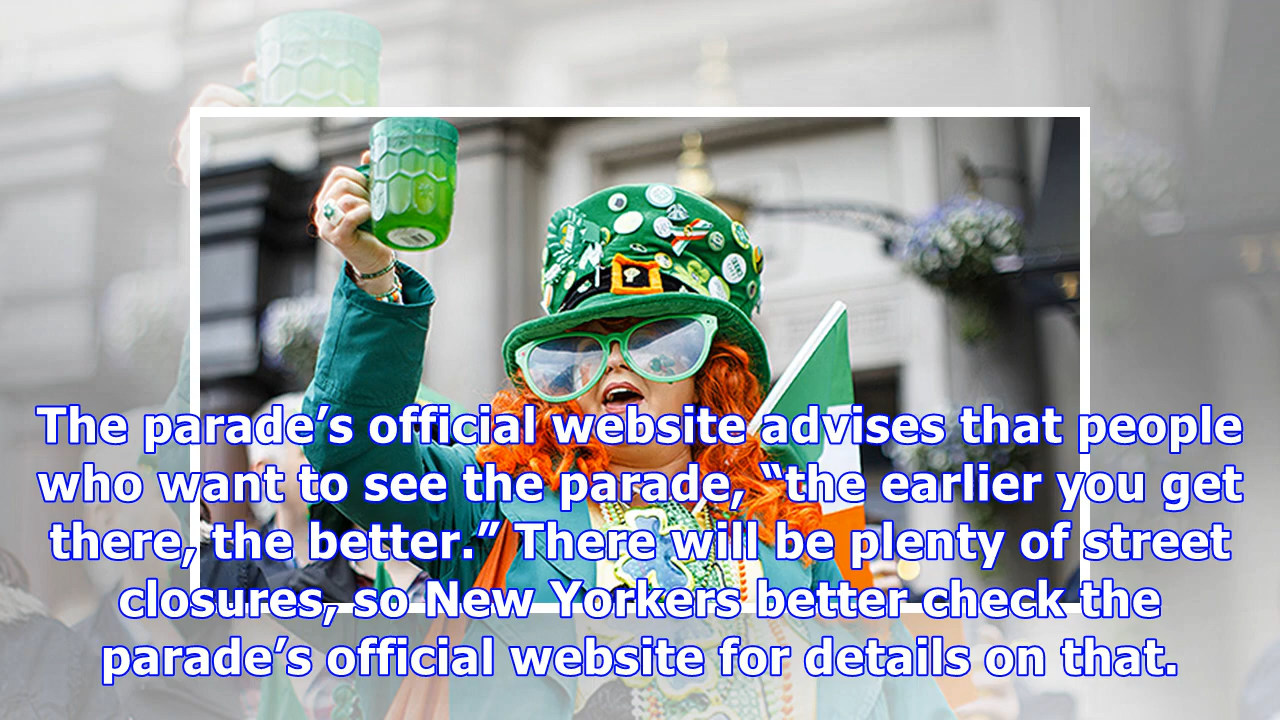 The parade’s official website advises that people
who want to see the parade, “the earlier you get
there, the better.” There will be plenty of street
closures, so New Yorkers better check the
parade’s official website for details on that.